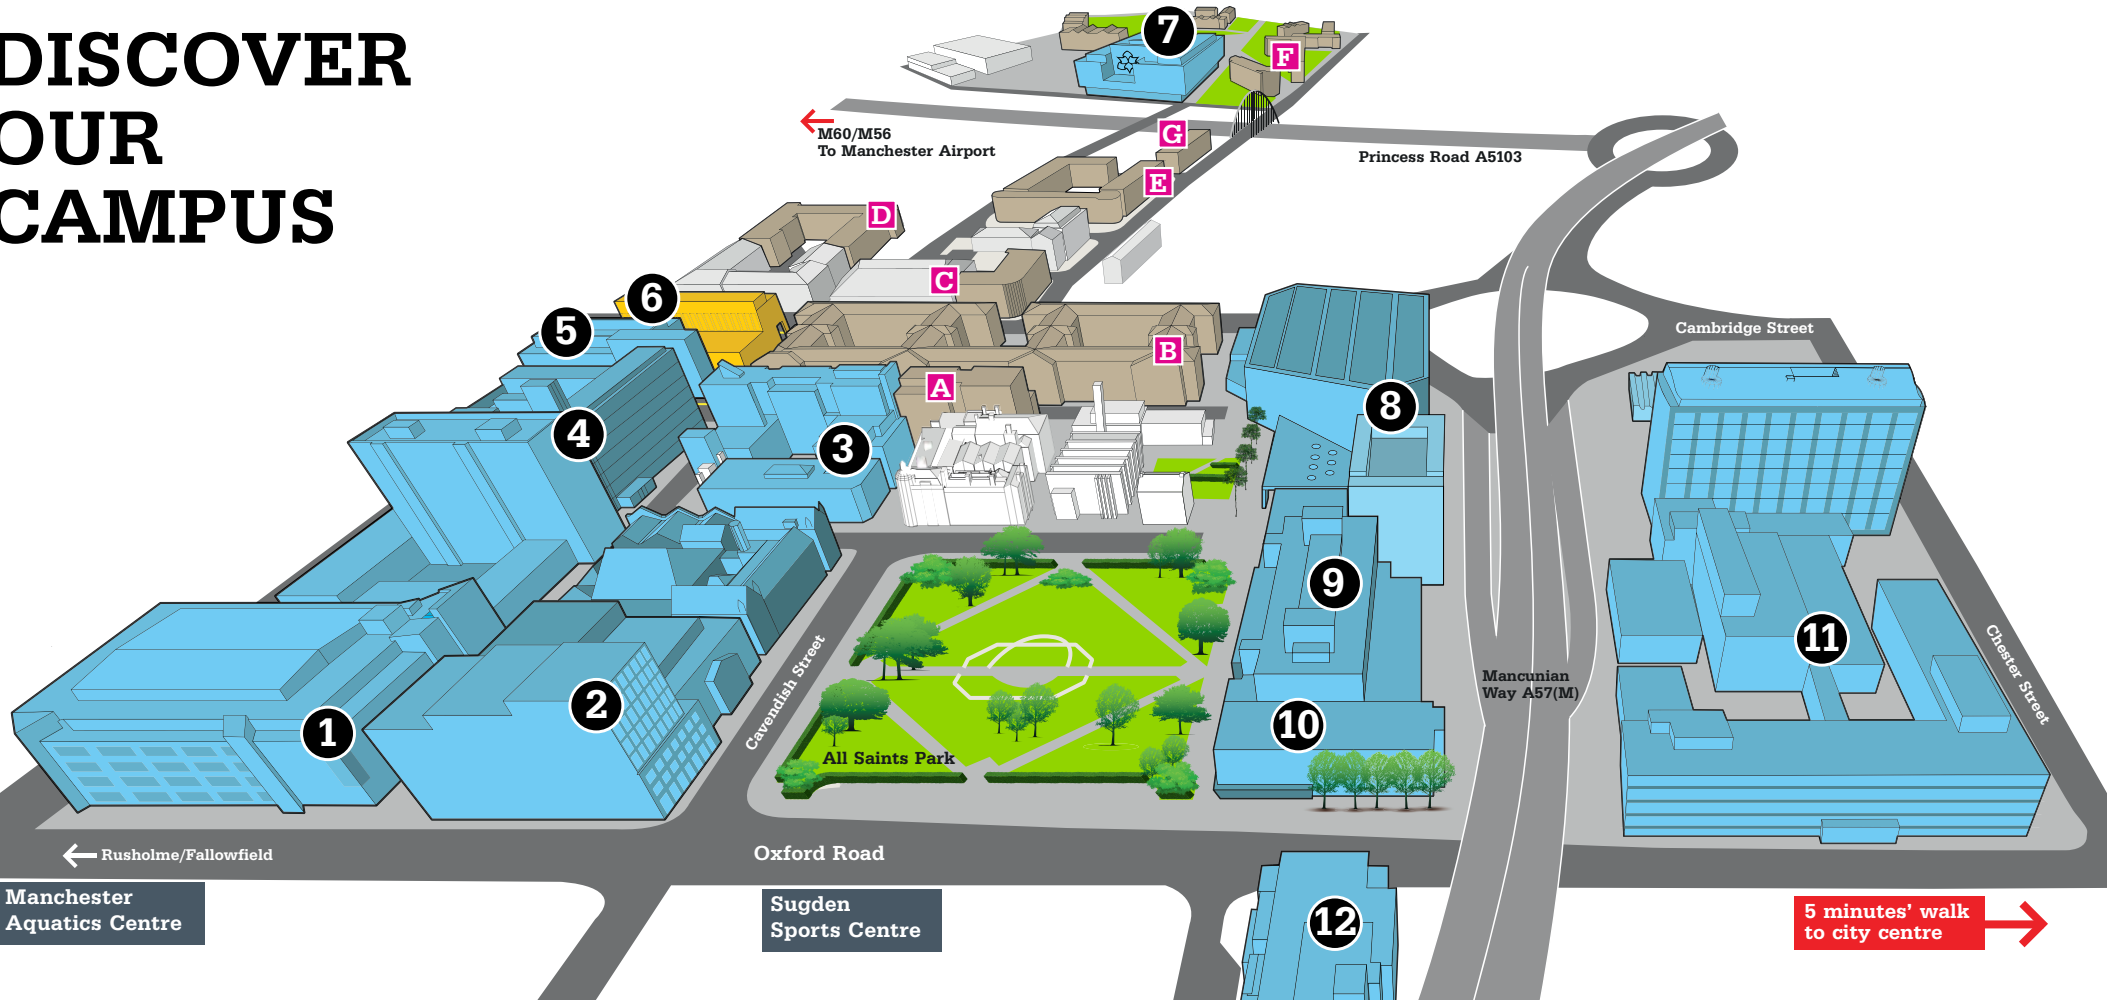 DISCOVER
OUR
CAMPUS
7
F
M60/M56
To Manchester Airport
G
Princess Road A5103
E
D
C
6
5
Cambridge Street
B
A
8
4
3
9
11
Chester Street
Cavendish Street
Mancunian
Way A57(M)
2
1
10
All Saints Park
Rusholme/Fallowfield
Oxford Road
Manchester
Aquatics Centre
Sugden
Sports Centre
12
5 minutes’ walk
to city centre